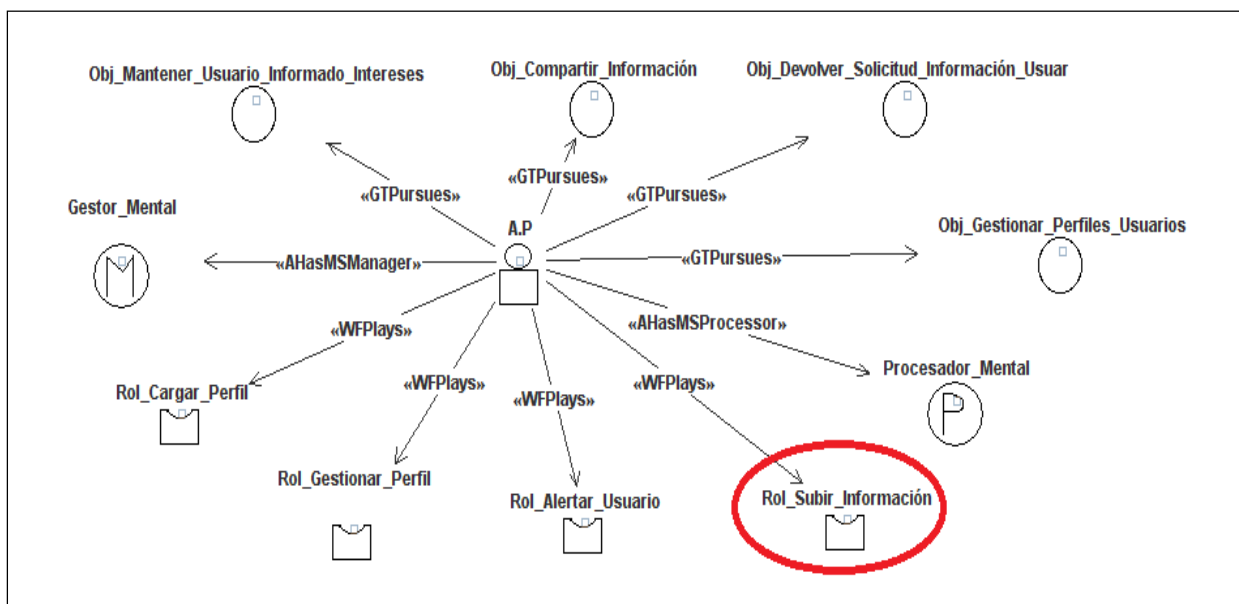 Obj_Mantener_Usuario_Informado_Intereses
Obj_Compartir_Información
Obj_Devolver_Solicitud_Información_Usuar
«GTPursues»
«GTPursues»
«GTPursues»
Gestor_Mental
A.P
Obj_Gestionar_Perfiles_Usuarios
M
«AHasMSManager»
«GTPursues»
«WFPlays»
«AHasMSProcessor»
Rol_Cargar_Perfil
«WFPlays»
«WFPlays»
«WFPlays»
Procesador_Mental
P
Rol_Gestionar_Perfil
Rol_Alertar_Usuario
Rol_Subir_Información